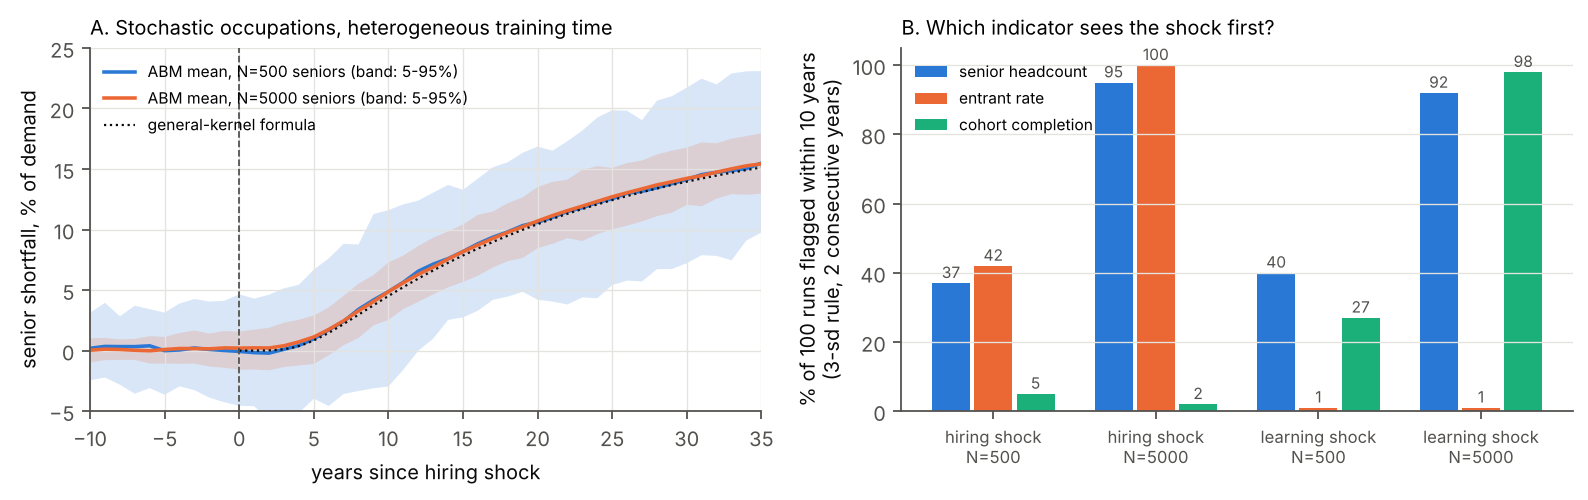 A. Stochastic occupations, heterogeneous training time
senior shortfall, % of demand
25
20
15
10
5
0
−5
ABM mean, N=500 seniors (band: 5-95%)
ABM mean, N=5000 seniors (band: 5-95%)
general-kernel formula
−10
−5
0
5
10
15
20
25
30
35
years since hiring shock
B. Which indicator sees the shock first?
% of 100 runs flagged within 10 years
(3-sd rule, 2 consecutive years)
100
80
60
40
20
0
senior headcount
entrant rate
cohort completion
37
42
5
95
100
2
40
1
27
92
1
98
hiring shock
N=500
hiring shock
N=5000
learning shock
N=500
learning shock
N=5000